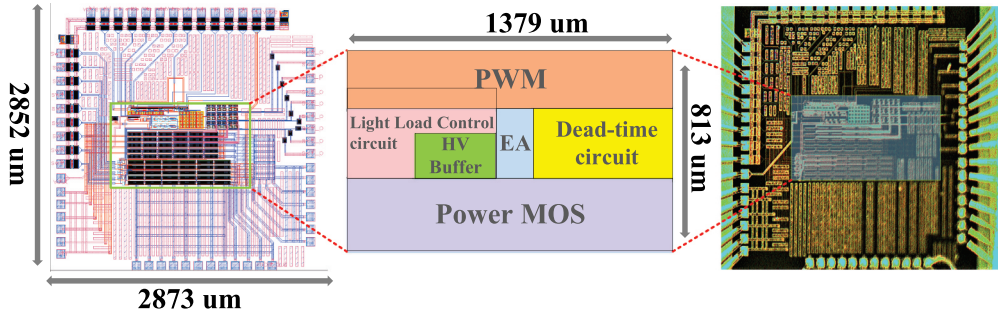 1379 um
2852 um
PWM
Light Load Control
circuit
HV
Buffer
EA
Dead-time
circuit
813 um
Power MOS
2873 um